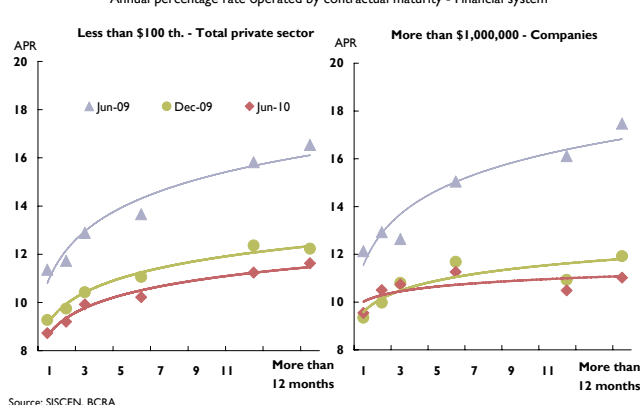 Annual percentage rate operated by contractual maturity - Financial system
Less than $100 th. - Total private sector
More than $1,000,000 - Companies
APR
20
18
16
14
12
10
8
Jun-09
Dec-09
Jun-10
1
3
5
7
9
11
More than
12 months
APR
20
18
16
14
12
10
8
1
3
5
7
9
11
More than
12 months
Source: SISCEN, BCRA